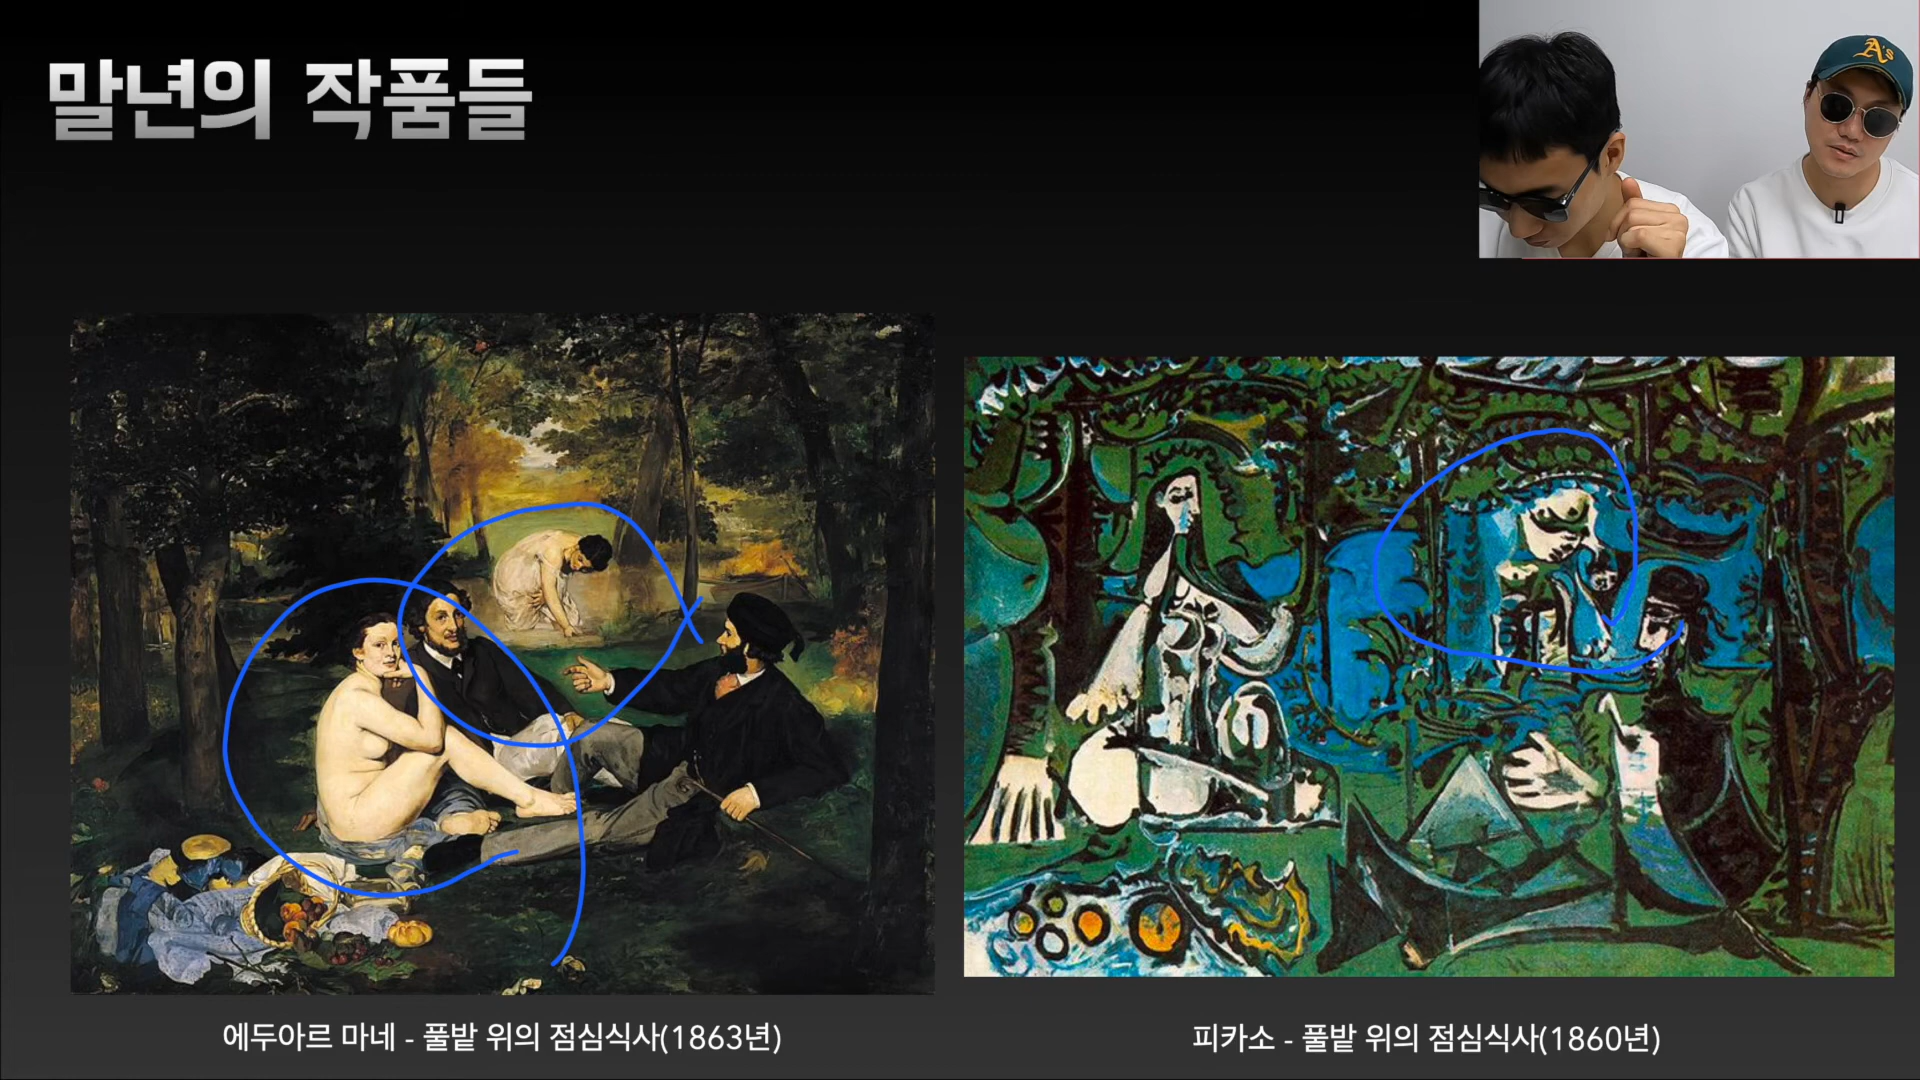 말년의 작품들
A's
에두아르 마네 - 풀밭 위의 점심식사(1863년)
피카소 - 풀밭 위의 점심식사(1860년)